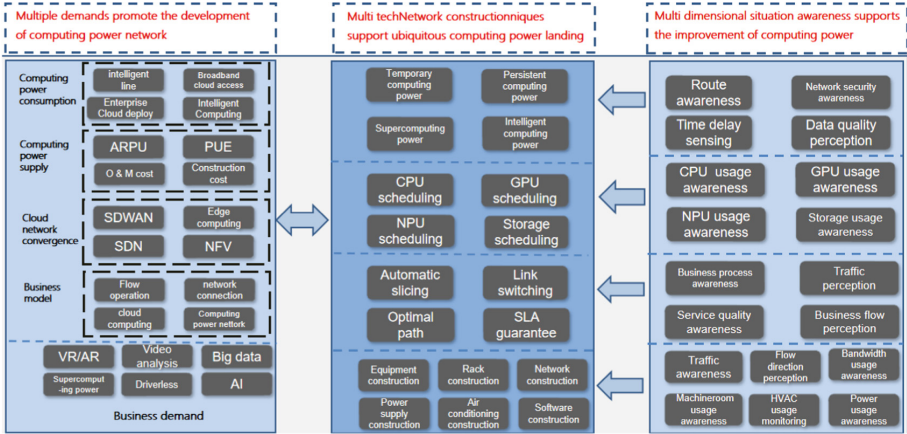 Multiple demands promote the development
of computing power network
Multi techNetwork constructionniques
support ubiquitous computing power landing
Multi dimensional situation awareness supports
the improvement of computing power
Computing
power
consumption
intelligent
line
Broadband
cloud access
Enterprise
Cloud deploy
Intelligent
Computing
Computing
power
supply
ARPU
PUE
O & M cost
Construction
cost
Cloud
network
convergence
SDWAN
Edge
computing
SDN
NFV
Business
model
Flow
operation
network
connection
cloud
computing
Computing
power nettork
VR/AR
Video
analysis
Big data
Supercomput
-ing power
Driverless
AI
Business demand
Temporary
computing
power
Persistent
computing
power
Supercomputing
power
Intelligent
computing
power
CPU
scheduling
GPU
scheduling
NPU
scheduling
Storage
scheduling
Automatic
slicing
Link
switching
Optimal
path
SLA
guarantee
Equipment
construction
Rack
construction
Network
construction
Power
supply
construction
Air
conditioning
construction
Software
construction
Route
awareness
Network security
awareness
Time delay
sensing
Data quality
perception
CPU usage
awareness
GPU usage
awareness
NPU usage
awareness
Storage usage
awareness
Business process
awareness
Traffic
perception
Service quality
awareness
Business flow
perception
Traffic
awareness
Flow
direction
perception
Bandwidth
usage
awareness
Machineroom
usage
awareness
HVAC
usage
monitoring
Power
usage
awareness